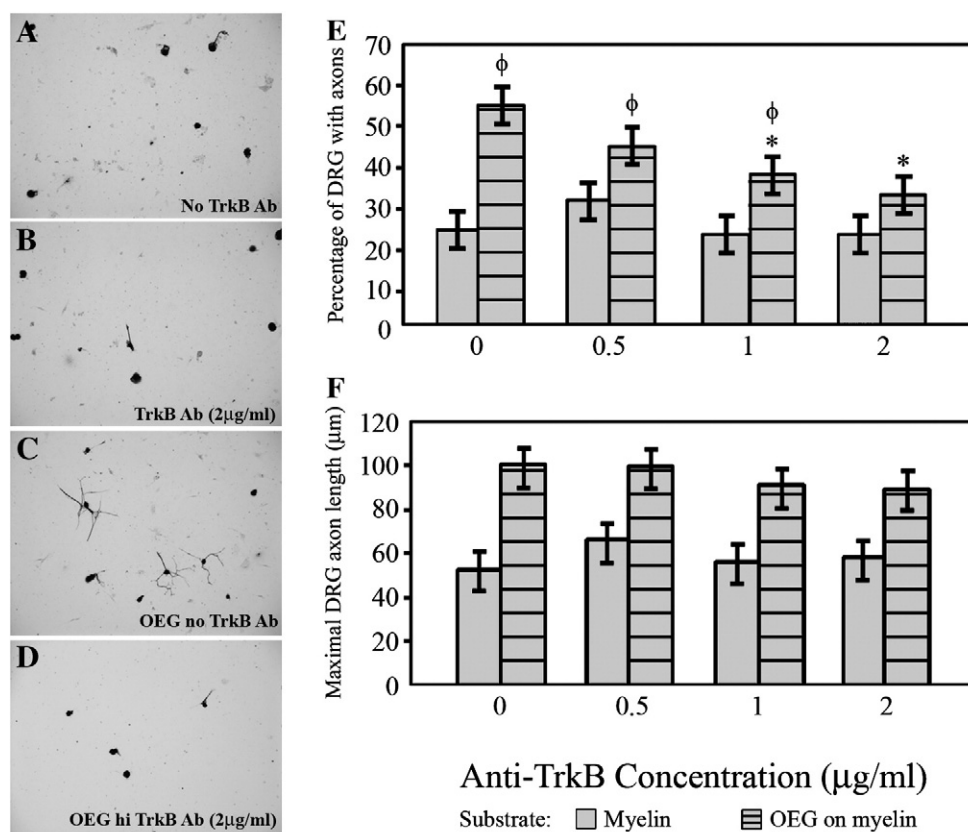 A
No TrkB Ab
B
TrkB Ab (2μg/ml)
C
OEG no TrkB Ab
D
OEG hi TrkB Ab (2μg/ml)
E
Percentage of DRG with axons
70
60
50
40
30
20
10
0
ϕ
ϕ
ϕ
*
*
0 0.5 1 2
F
Maximal DRG axon length (μm)
120
100
80
60
40
20
0
0 0.5 1 2
Anti-TrkB Concentration (μg/ml)
Substrate: Myelin OEG on myelin